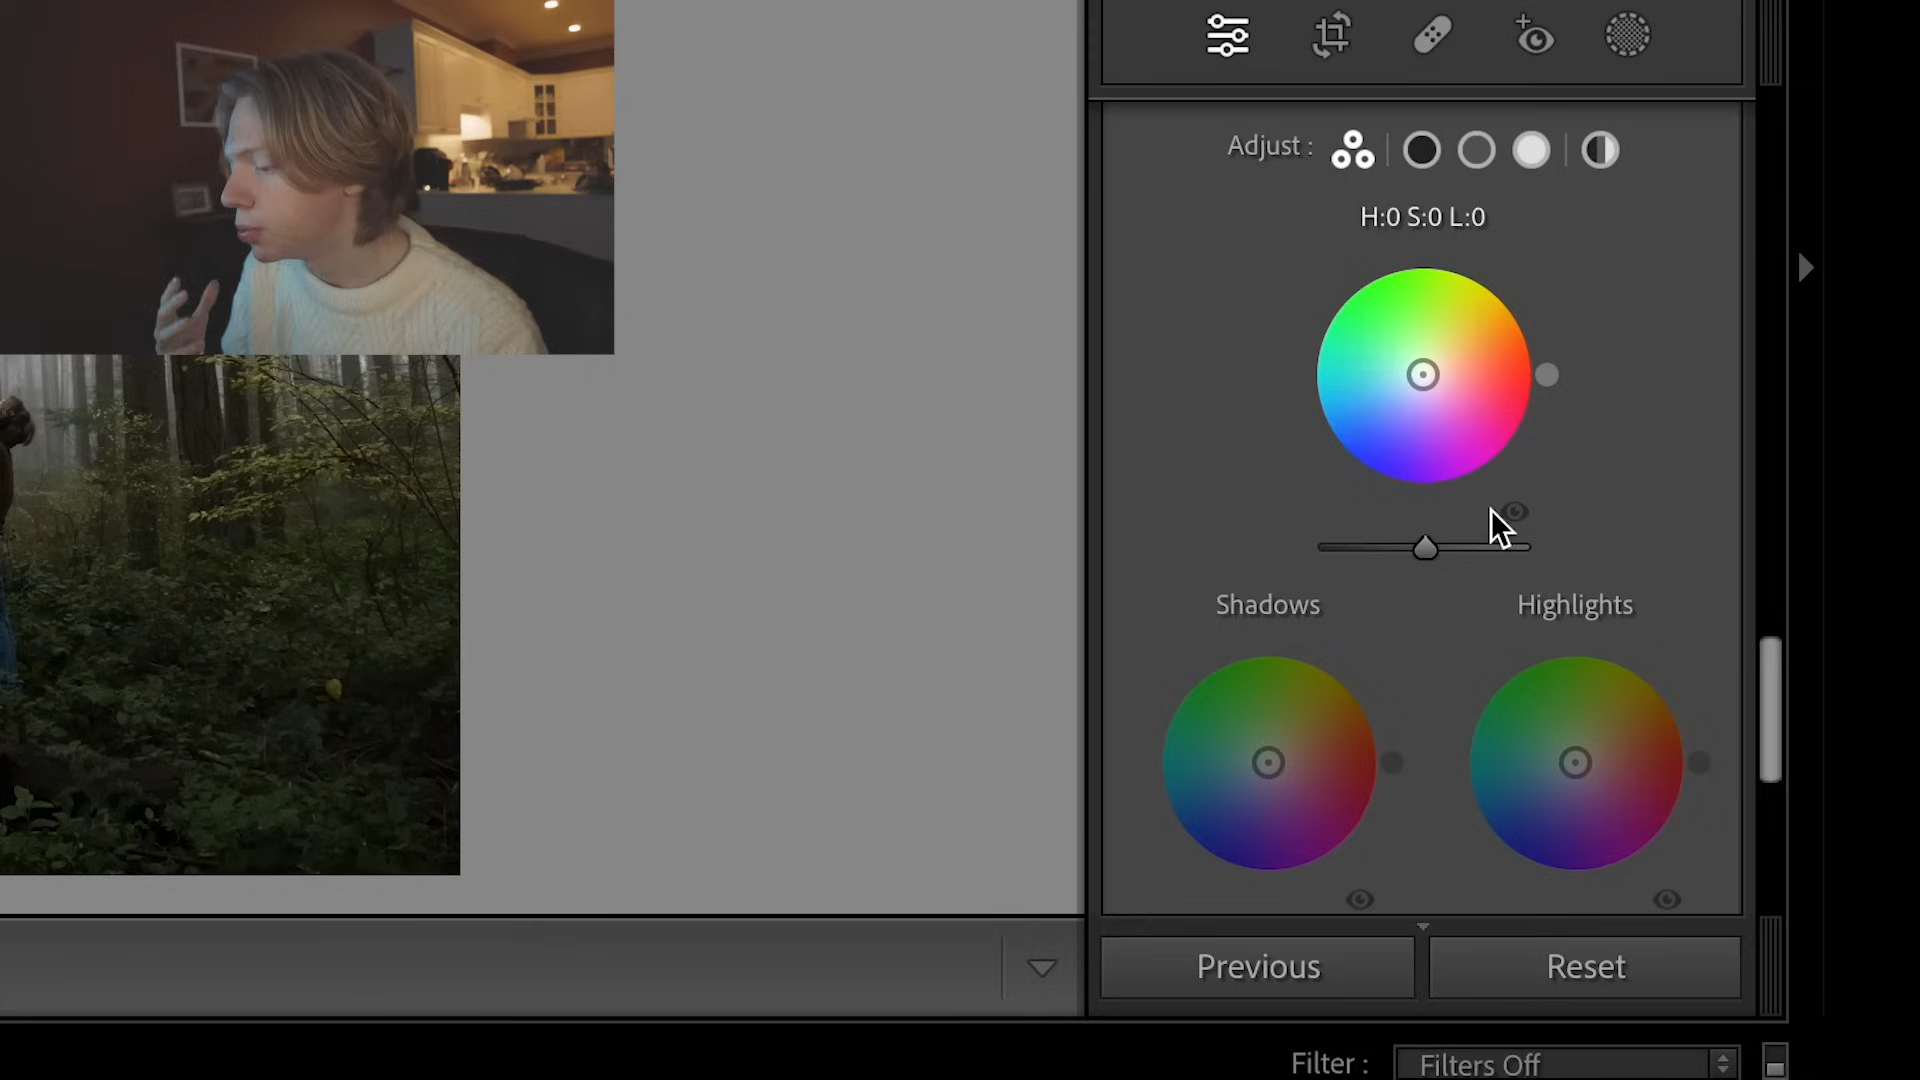 Adjust :
H:0 S:0 L:0
Shadows
Highlights
Previous
Reset
Filter :
Filters Off